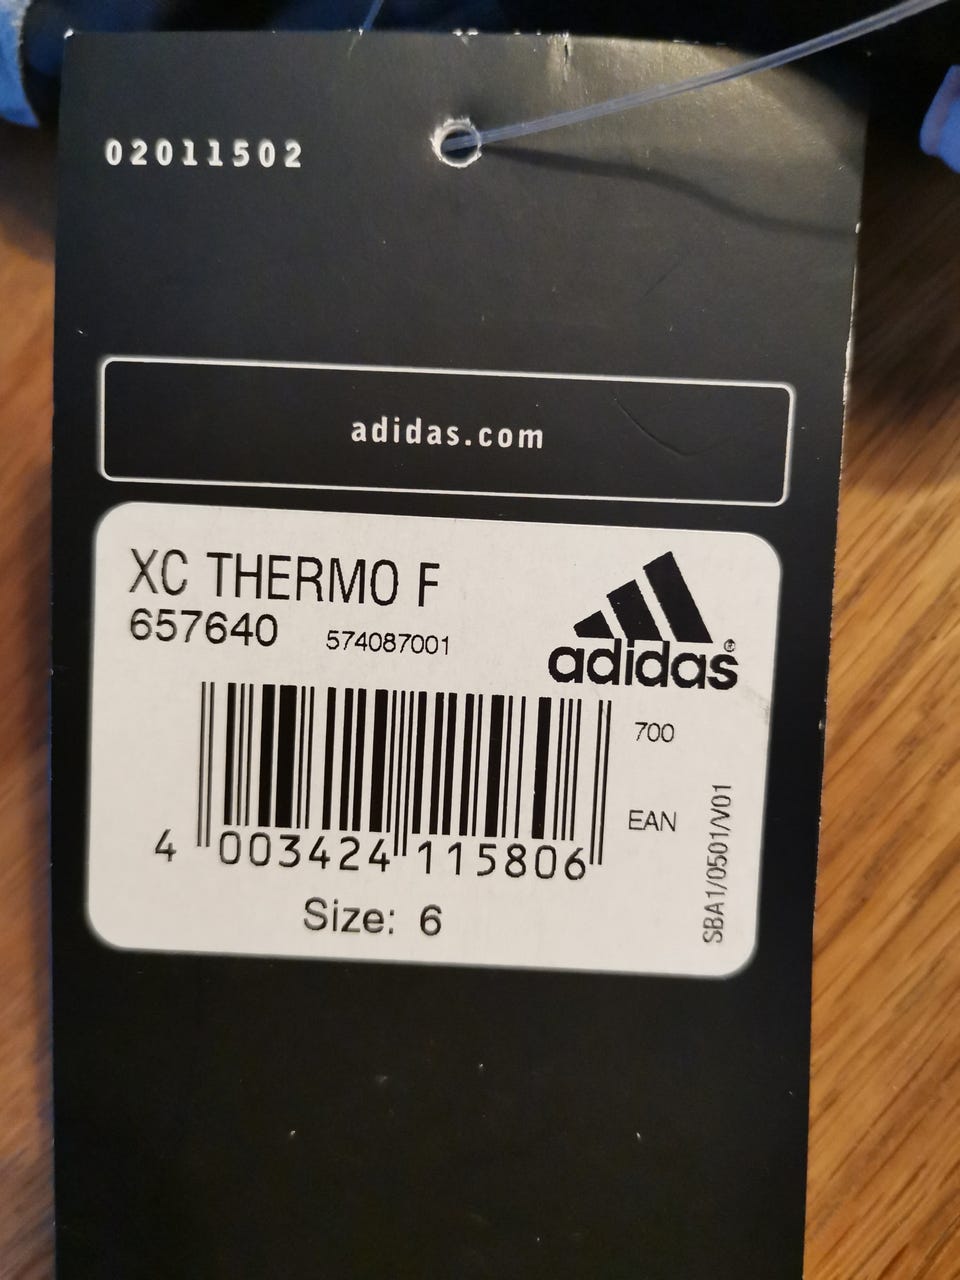 02011502
adidas.com
XC THERMO F
657640 574087001
adidas®
700
EAN
SBA1/0501/V01
4 003424 115806
Size: 6